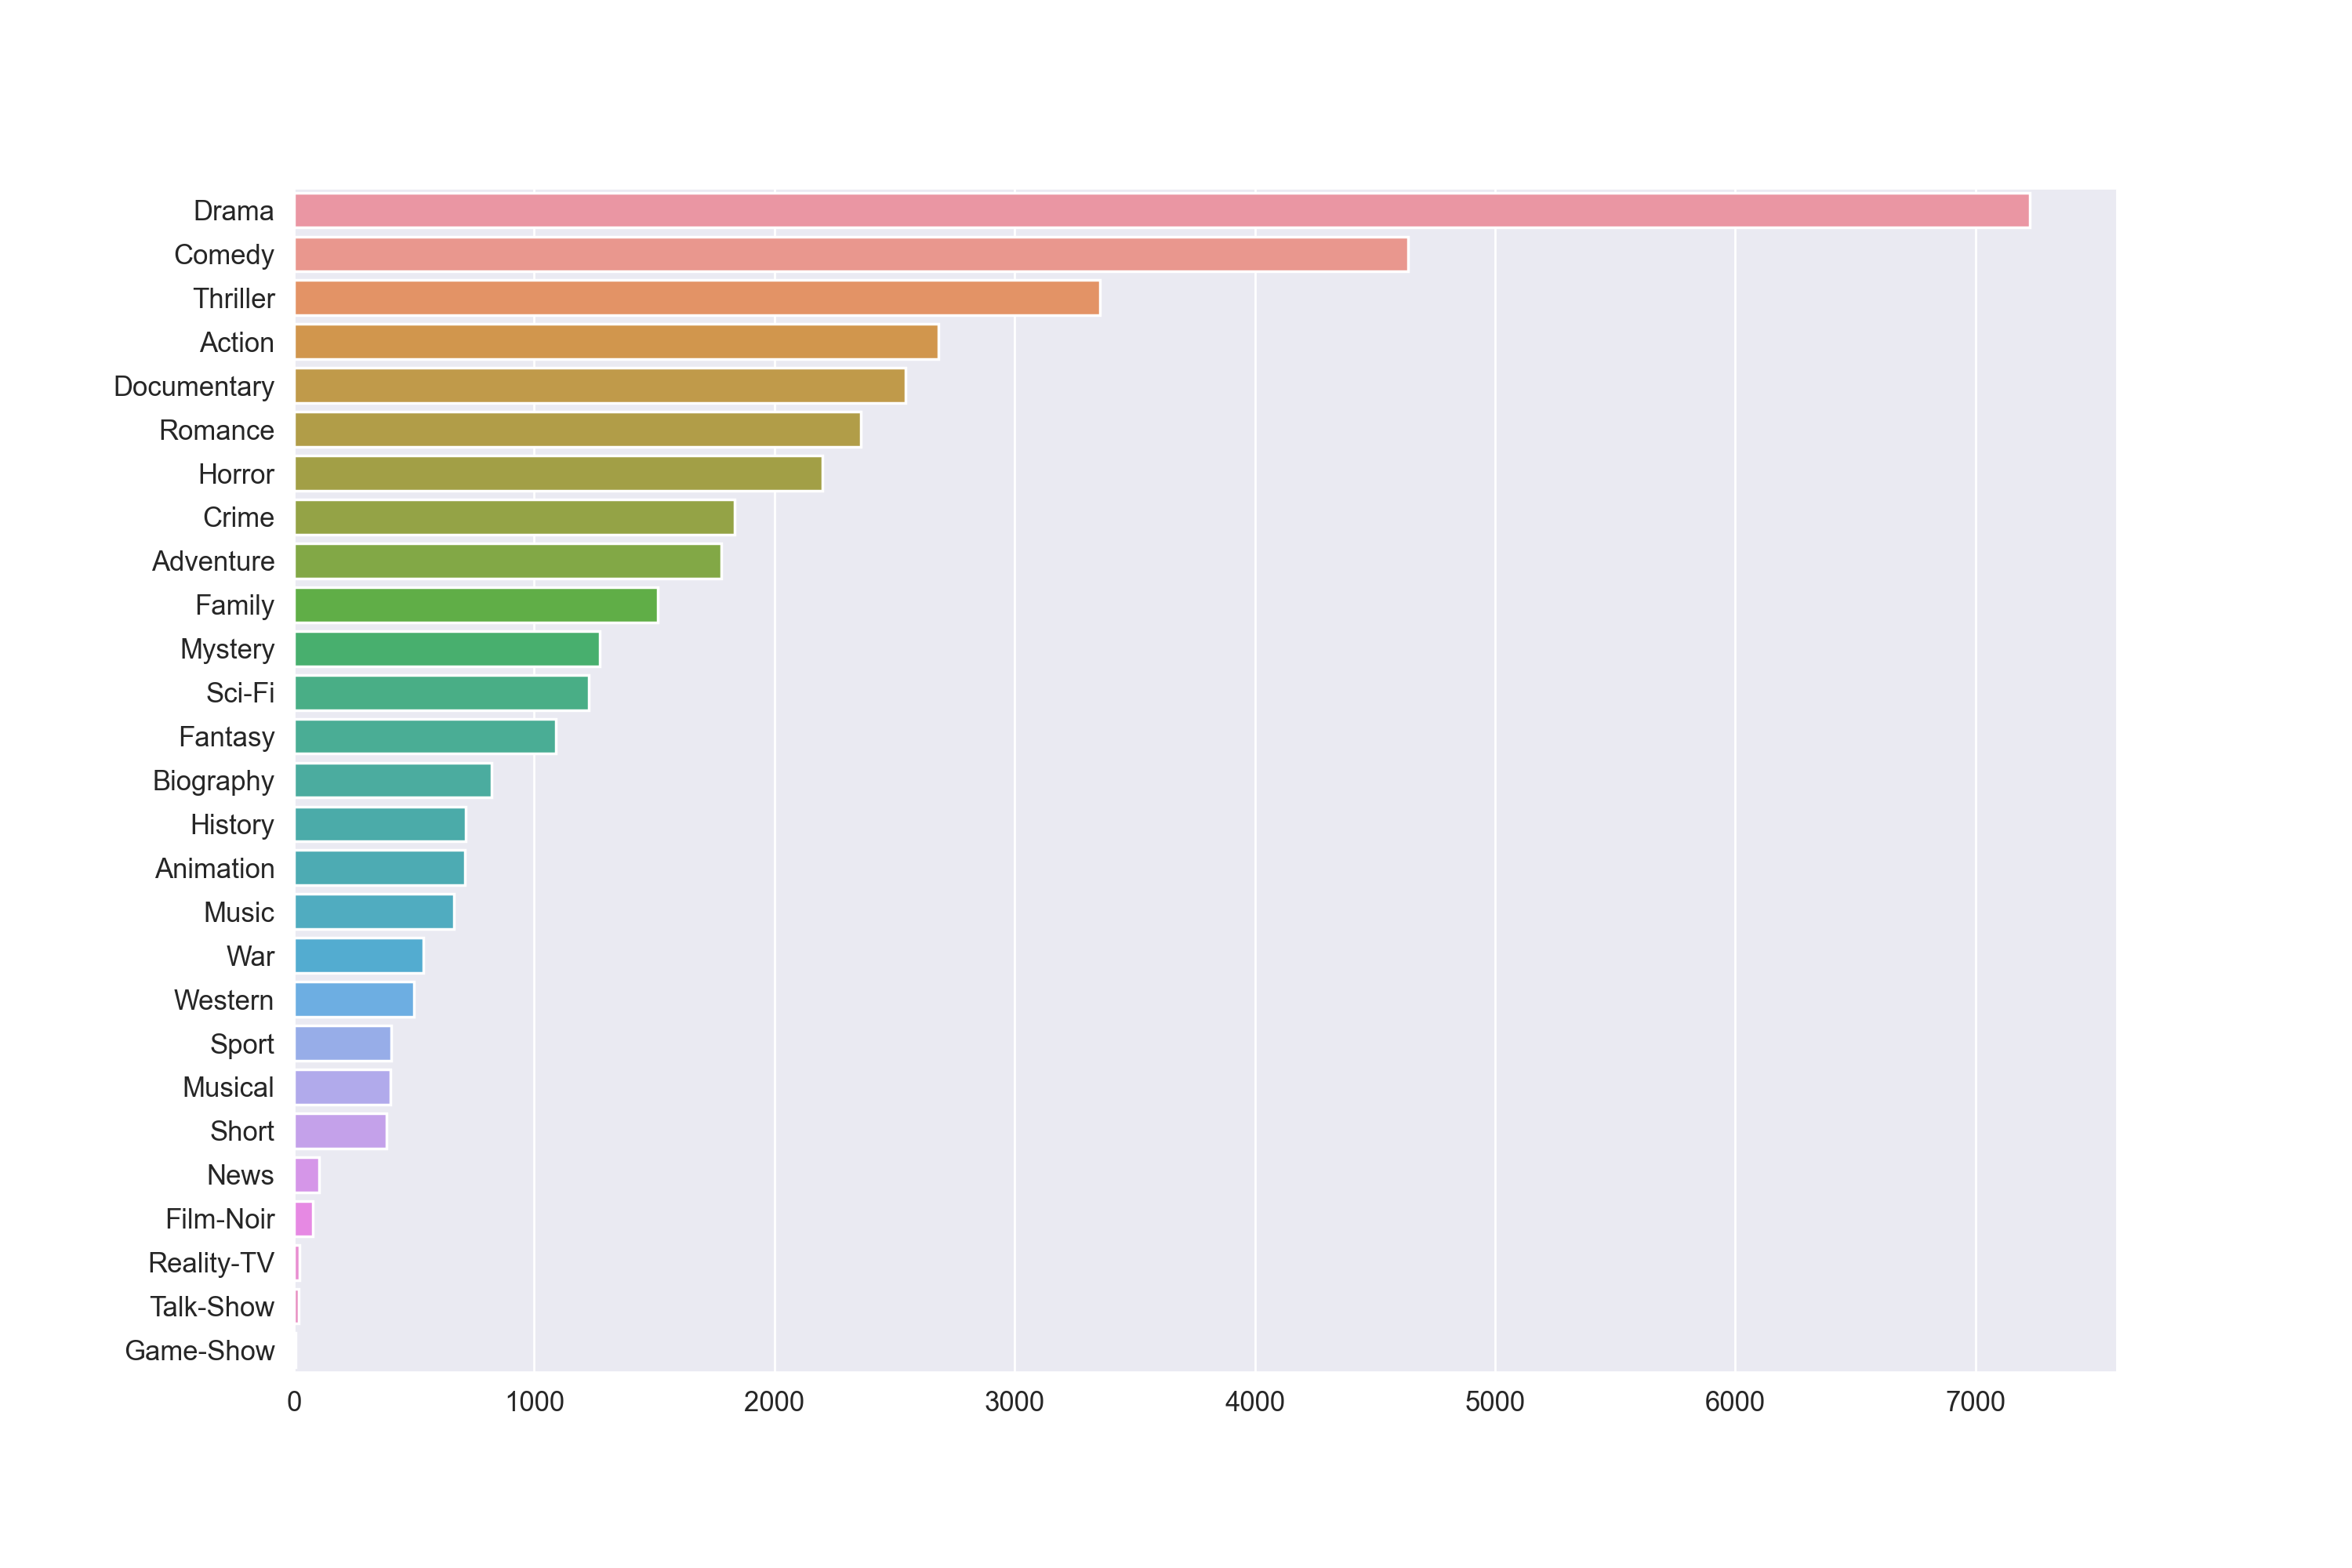 Drama
Comedy
Thriller
Action
Documentary
Romance
Horror
Crime
Adventure
Family
Mystery
Sci-Fi
Fantasy
Biography
History
Animation
Music
War
Western
Sport
Musical
Short
News
Film-Noir
Reality-TV
Talk-Show
Game-Show
0 1000 2000 3000 4000 5000 6000 7000